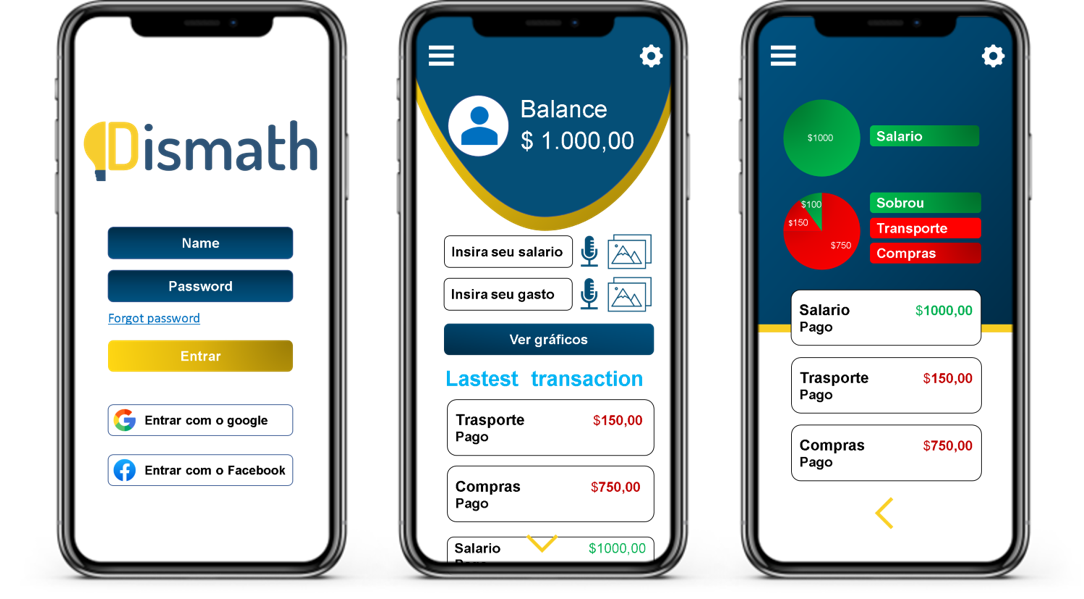 Dismath
Name
Password
Forgot password
Entrar
Entrar com o google
Entrar com o Facebook
Balance
$ 1.000,00
Insira seu salario
Insira seu gasto
Ver gráficos
Lastest transaction
Trasporte
$150,00
Pago
Compras
$750,00
Pago
Salario
$1000,00
$1000
Salario
$100
$150
$750
Sobrou
Transporte
Compras
Salario
$1000,00
Pago
Trasporte
$150,00
Pago
Compras
$750,00
Pago